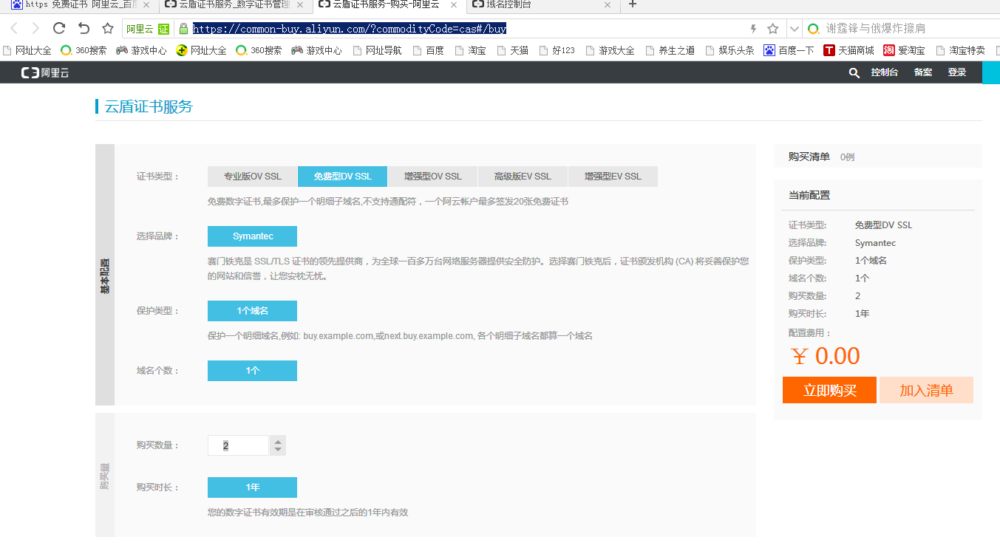 https 免费证书 阿里云_百度
云盾证书服务_数字证书管理
云盾证书服务-购买-阿里云
域名控制台
阿里云 证 https://common-buy.aliyun.com/?commodityCode=cas#/buy
谢霆锋与俄爆炸擦肩
网址大全 360搜索 游戏中心 网址大全 360搜索 游戏中心 网址导航 百度 淘宝 天猫 好123 游戏大全 养生之道 娱乐头条 百度一下 天猫商城 爱淘宝 淘宝特卖
阿里云 控制台 备案 登录
云盾证书服务
基本配置
证书类型: 专业版OV SSL 免费型DV SSL 增强型OV SSL 高级版EV SSL 增强型EV SSL
免费数字证书,最多保护一个明细子域名,不支持通配符，一个阿云帐户最多签发20张免费证书
选择品牌: Symantec
赛门铁克是 SSL/TLS 证书的领先提供商，为全球一百多万台网络服务器提供安全防护。选择赛门铁克后，证书颁发机构 (CA) 将妥善保护您
的网站和信誉，让您安枕无忧。
保护类型: 1个域名
保护一个明细域名,例如: buy.example.com,或next.buy.example.com, 各个明细子域名都算一个域名
域名个数: 1个
购买量
购买数量: 2
购买时长: 1年
您的数字证书有效期是在审核通过之后的1年内有效
购买清单 0例
当前配置
证书类型: 免费型DV SSL
选择品牌: Symantec
保护类型: 1个域名
域名个数: 1个
购买数量: 2
购买时长: 1年
配置费用:
￥ 0.00
立即购买 加入清单